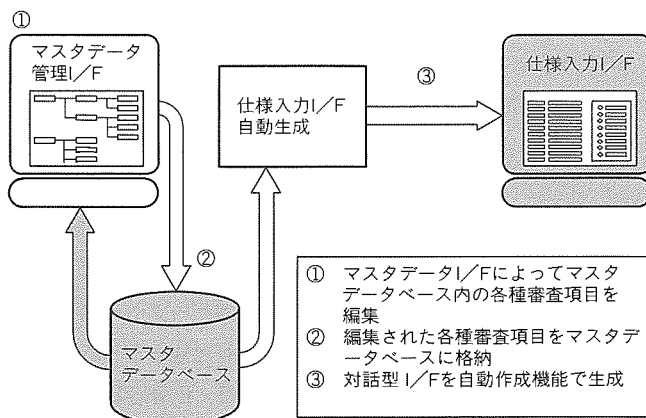 ①
マスタデータ
管理I/F
仕様入力I/F
自動生成
③
仕様入力I/F
②
マスタ
データベース
① マスタデータI/Fによってマスタ
データベース内の各種審査項目を
編集
② 編集された各種審査項目をマスタデ
ータベースに格納
③ 対話型I/Fを自動作成機能で生成